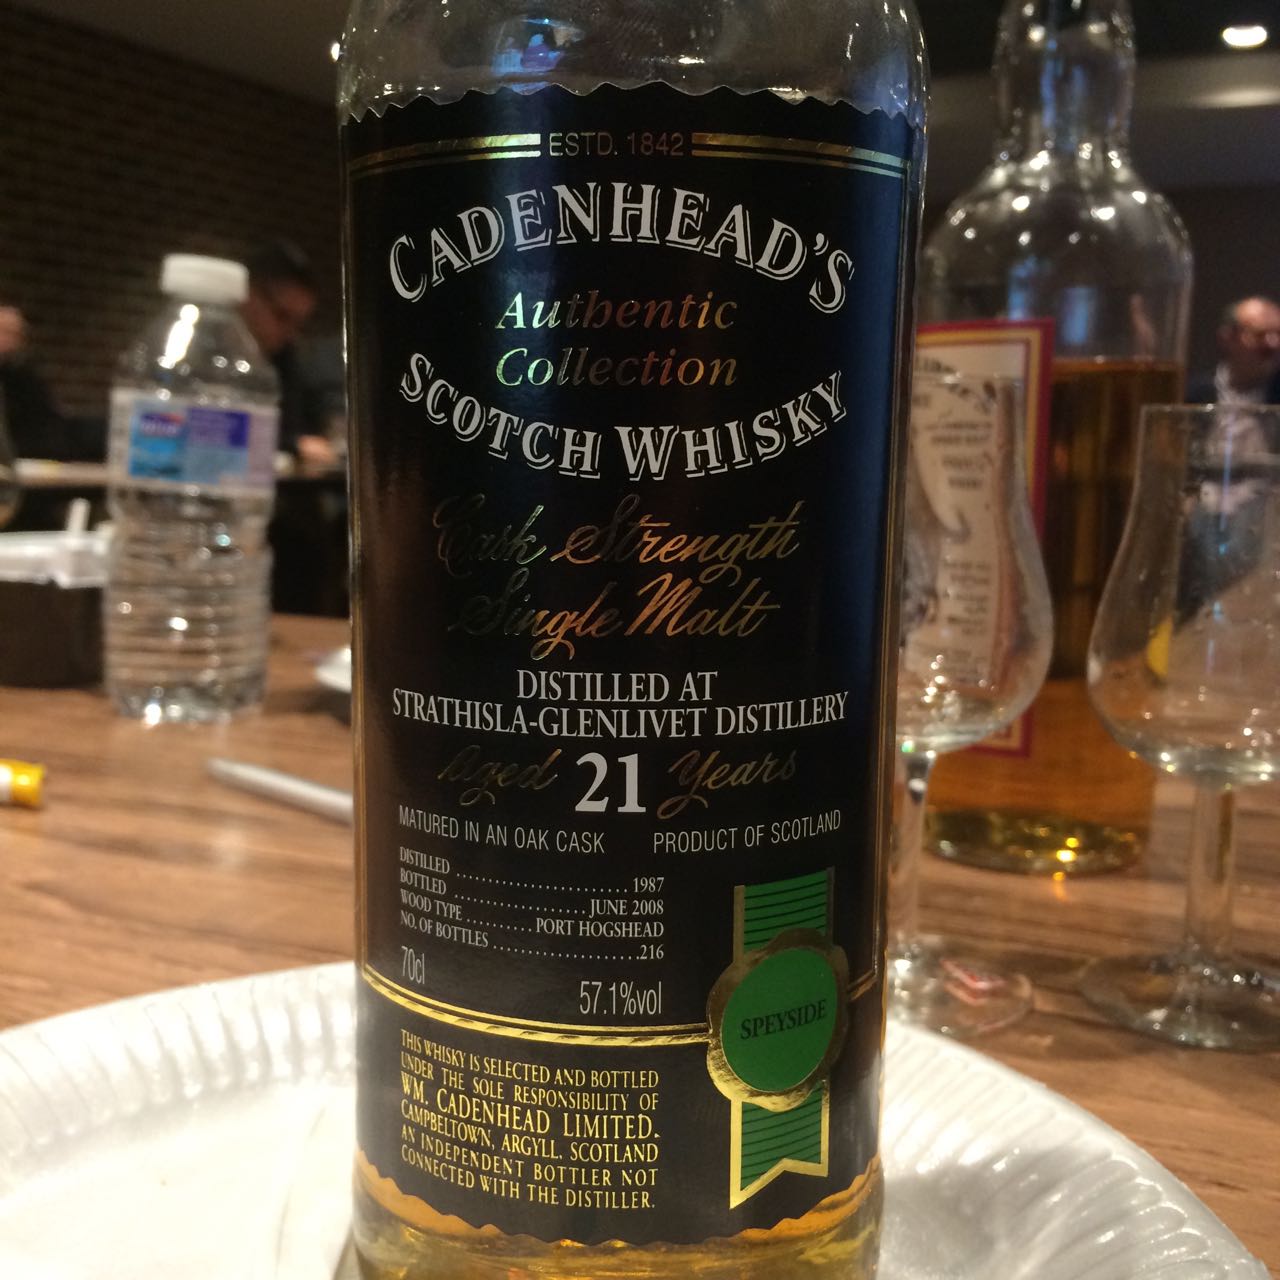 ESTD. 1842
CADENHEAD'S
Authentic
Collection
SCOTCH WHISKY
Cask Strength
Single Malt
DISTILLED AT
STRATHISLA-GLENLIVET DISTILLERY
Aged 21 Years
MATURED IN AN OAK CASK PRODUCT OF SCOTLAND
DISTILLED ........................ 1987
BOTTLED .................... JUNE 2008
WOOD TYPE .......... PORT HOGSHEAD
NO. OF BOTTLES ..................... 216
70cl 57.1%vol
SPEYSIDE
THIS WHISKY IS SELECTED AND BOTTLED
UNDER THE SOLE RESPONSIBILITY OF
WM. CADENHEAD LIMITED.
CAMPBELTOWN, ARGYLL. SCOTLAND
AN INDEPENDENT BOTTLER NOT
CONNECTED WITH THE DISTILLER.